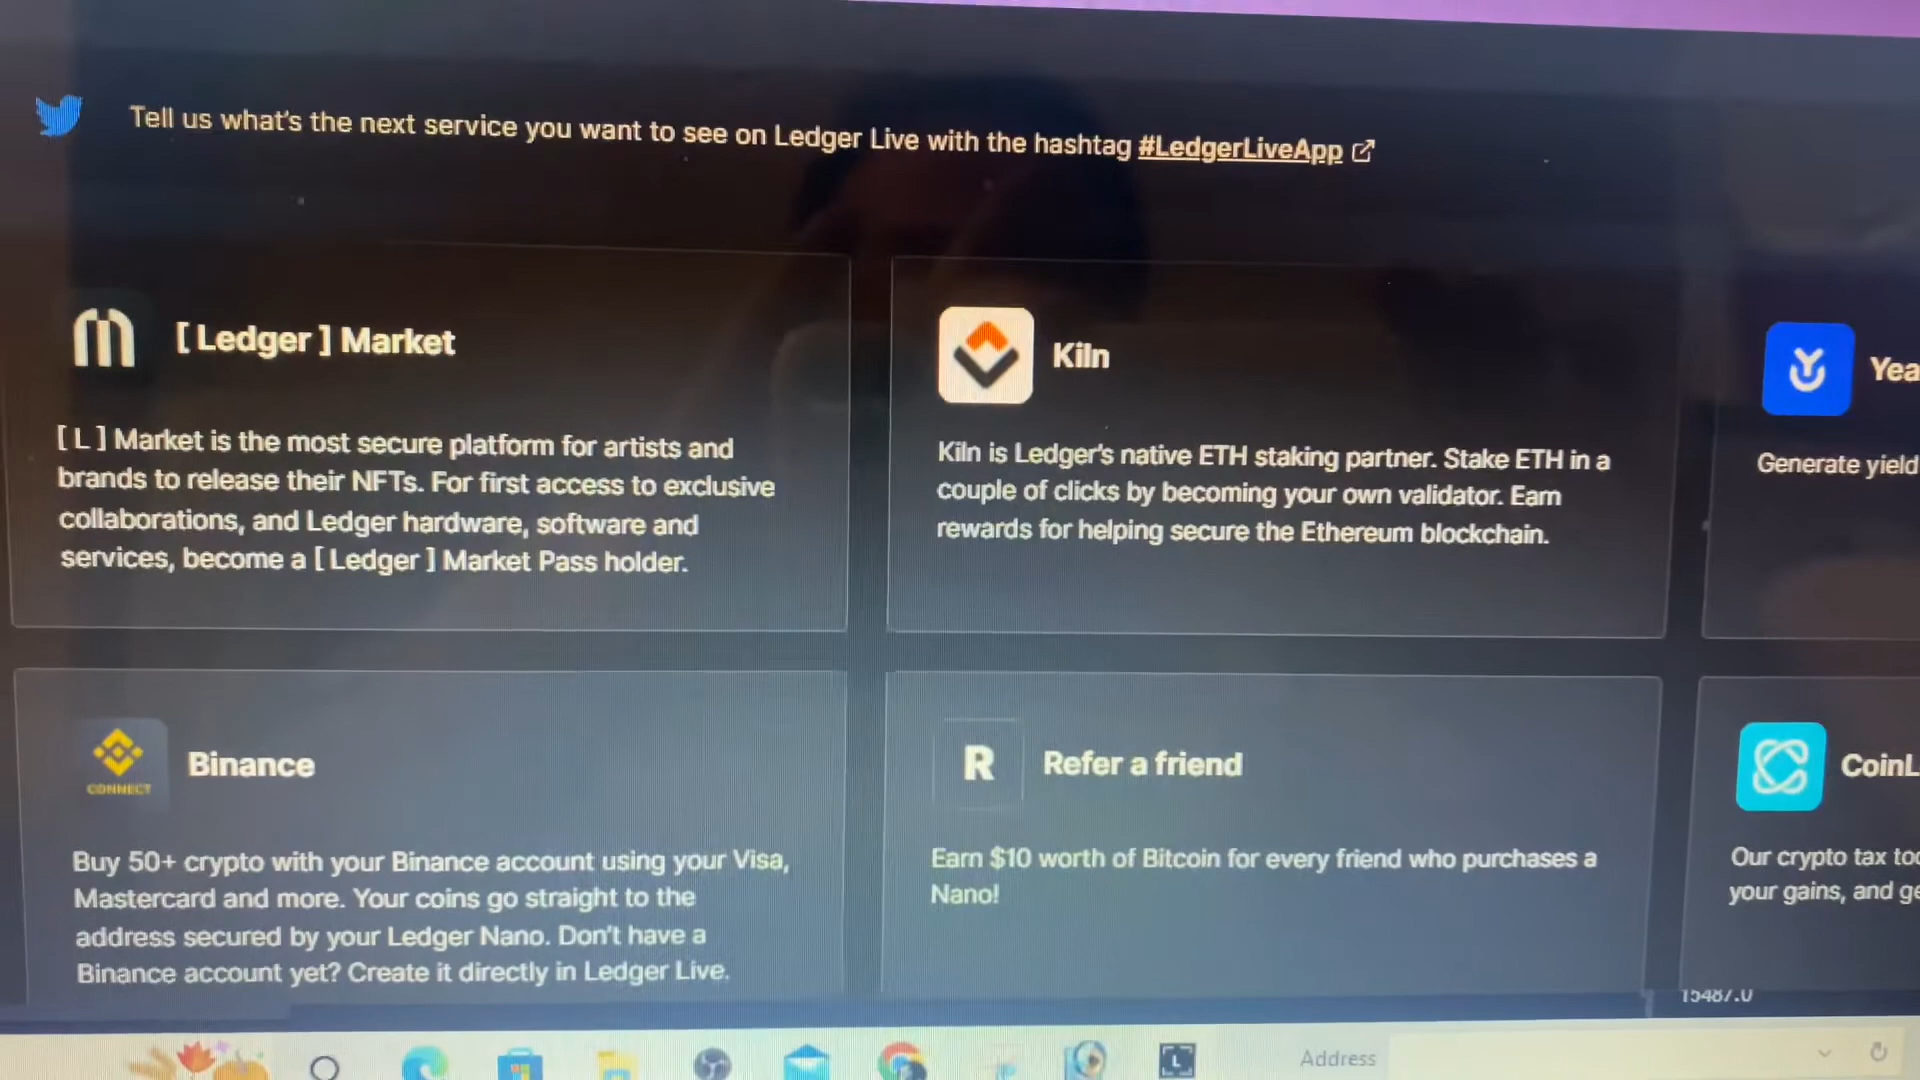 Tell us what's the next service you want to see on Ledger Live with the hashtag #LedgerLiveApp
[ Ledger ] Market
[ L ] Market is the most secure platform for artists and
brands to release their NFTs. For first access to exclusive
collaborations, and Ledger hardware, software and
services, become a [ Ledger ] Market Pass holder.
Kiln
Kiln is Ledger's native ETH staking partner. Stake ETH in a
couple of clicks by becoming your own validator. Earn
rewards for helping secure the Ethereum blockchain.
Yea
Generate yield
Binance
CONNECT
Buy 50+ crypto with your Binance account using your Visa,
Mastercard and more. Your coins go straight to the
address secured by your Ledger Nano. Don't have a
Binance account yet? Create it directly in Ledger Live.
R
Refer a friend
Earn $10 worth of Bitcoin for every friend who purchases a
Nano!
CoinL
Our crypto tax too
your gains, and ge
15487.0
L
Address